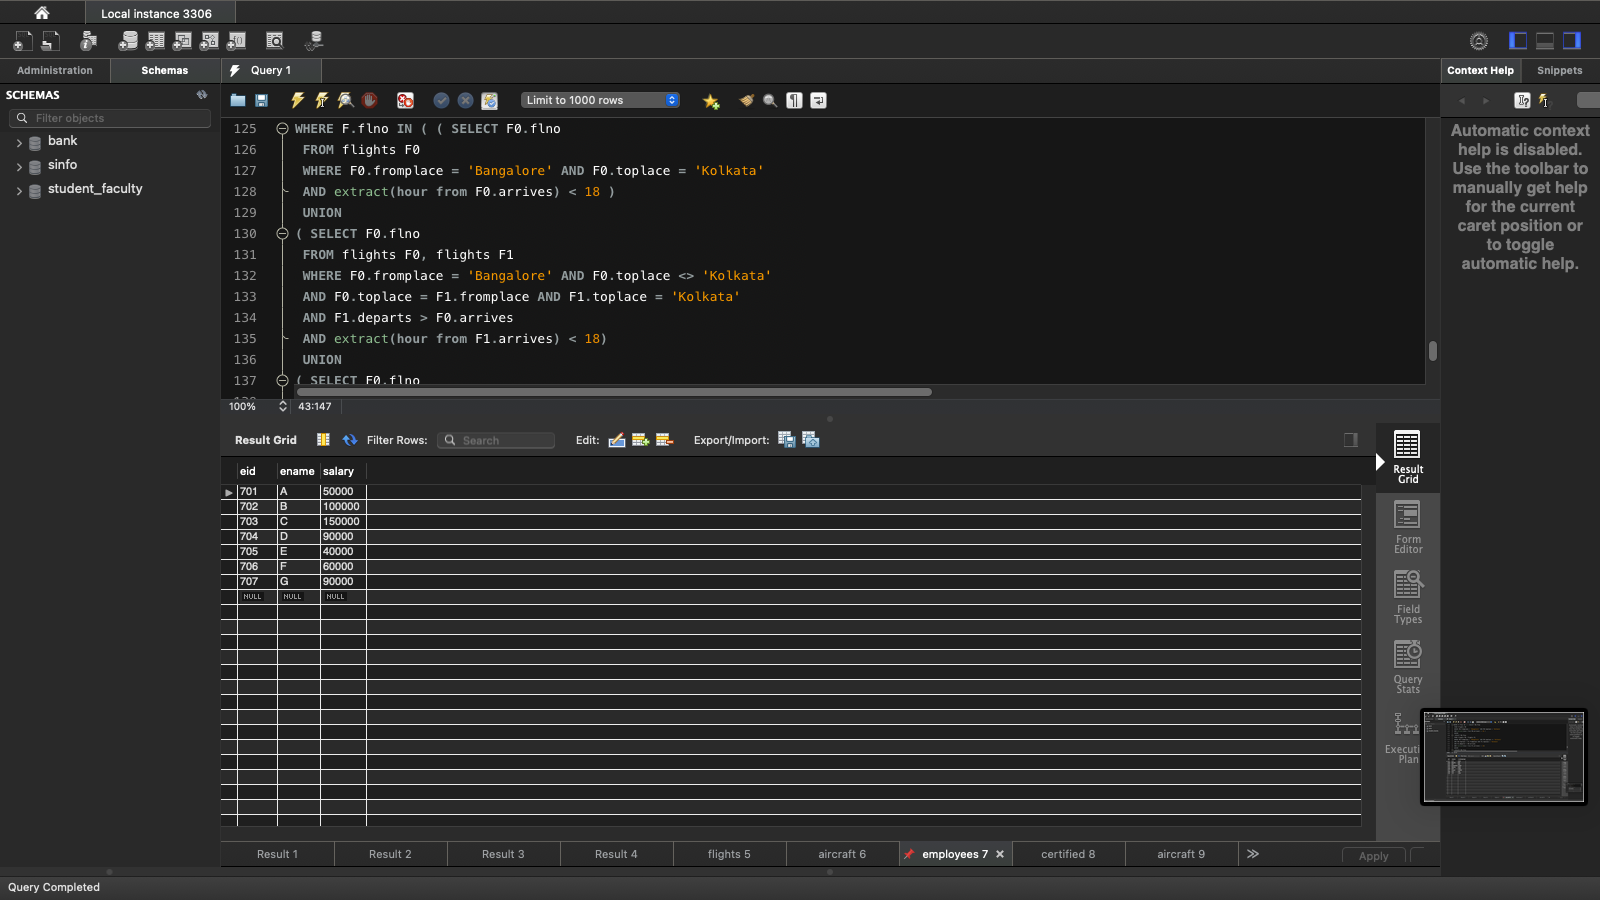 Local instance 3306
Administration
Schemas
Query 1
Context Help
Snippets
SCHEMAS
Filter objects
bank
sinfo
student_faculty
Limit to 1000 rows
125 WHERE F.flno IN ( ( SELECT F0.flno
126 FROM flights F0
127 WHERE F0.fromplace = 'Bangalore' AND F0.toplace = 'Kolkata'
128 AND extract(hour from F0.arrives) < 18 )
129 UNION
130 ( SELECT F0.flno
131 FROM flights F0, flights F1
132 WHERE F0.fromplace = 'Bangalore' AND F0.toplace <> 'Kolkata'
133 AND F0.toplace = F1.fromplace AND F1.toplace = 'Kolkata'
134 AND F1.departs > F0.arrives
135 AND extract(hour from F1.arrives) < 18)
136 UNION
137 ( SELECT F0.flno
100% 43:147
Automatic context
help is disabled.
Use the toolbar to
manually get help
for the current
caret position or
to toggle
automatic help.
Result Grid
Filter Rows:
Search
Edit:
Export/Import:
eid ename salary
701 A 50000
702 B 100000
703 C 150000
704 D 90000
705 E 40000
706 F 60000
707 G 90000
NULL NULL NULL
Result
Grid
Form
Editor
Field
Types
Query
Stats
Plan
Result 1
Result 2
Result 3
Result 4
flights 5
aircraft 6
employees 7
certified 8
aircraft 9
Apply
Query Completed